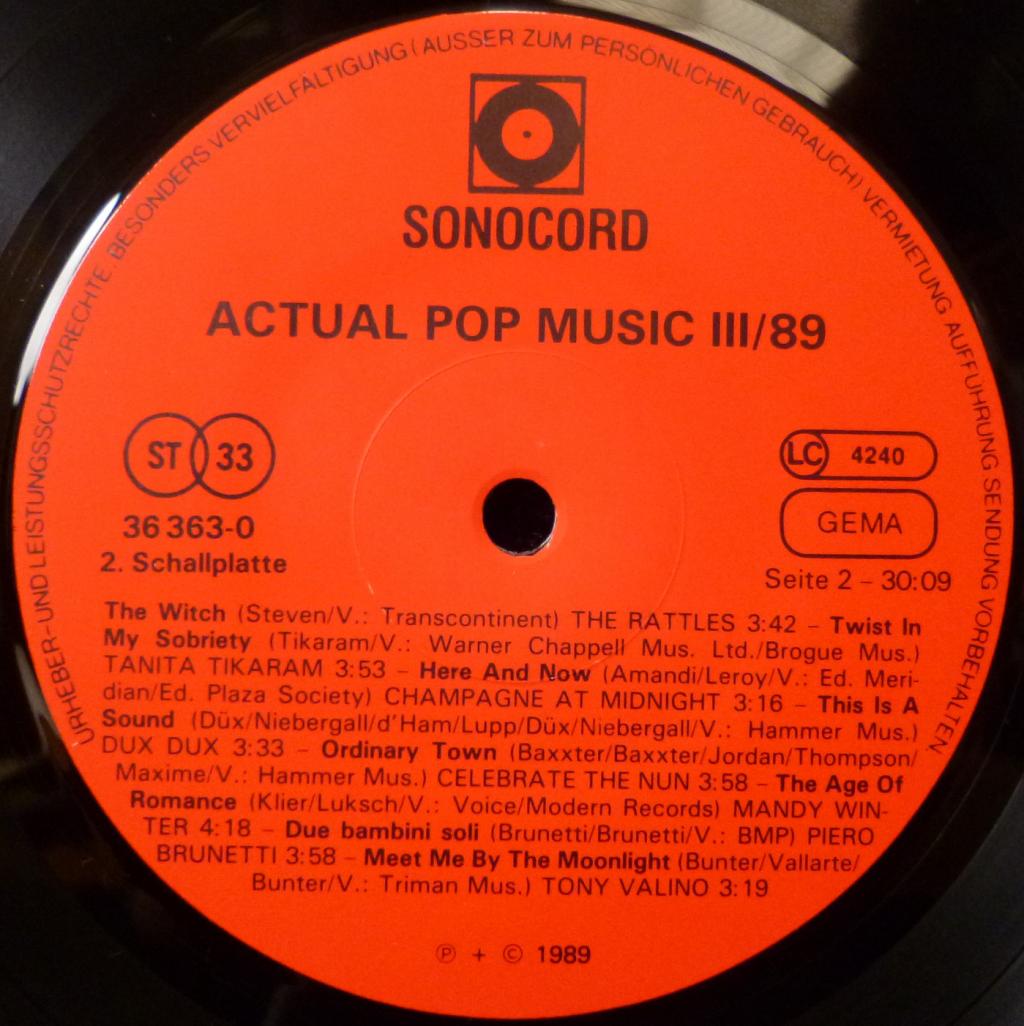 URHEBER-UND LEISTUNGSSCHUTZRECHTE. BESONDERS VERVIELFÄLTIGUNG (AUSSER ZUM PERSÖNLICHEN GEBRAUCH) VERMIETUNG AUFFÜHRUNG SENDUNG VORBEHALTEN
SONOCORD
ACTUAL POP MUSIC III/89
ST 33
36 363-0
2. Schallplatte
LC 4240
GEMA
Seite 2 – 30:09
The Witch (Steven/V.: Transcontinent) THE RATTLES 3:42 – Twist In
My Sobriety (Tikaram/V.: Warner Chappell Mus. Ltd./Brogue Mus.)
TANITA TIKARAM 3:53 – Here And Now (Amandi/Leroy/V.: Ed. Meri-
dian/Ed. Plaza Society) CHAMPAGNE AT MIDNIGHT 3:16 – This Is A
Sound (Düx/Niebergall/d'Ham/Lupp/Düx/Niebergall/V.: Hammer Mus.)
DUX DUX 3:33 – Ordinary Town (Baxxter/Baxxter/Jordan/Thompson/
Maxime/V.: Hammer Mus.) CELEBRATE THE NUN 3:58 – The Age Of
Romance (Klier/Luksch/V.: Voice/Modern Records) MANDY WIN-
TER 4:18 – Due bambini soli (Brunetti/Brunetti/V.: BMP) PIERO
BRUNETTI 3:58 – Meet Me By The Moonlight (Bunter/Vallarte/
Bunter/V.: Triman Mus.) TONY VALINO 3:19
Ⓟ + © 1989